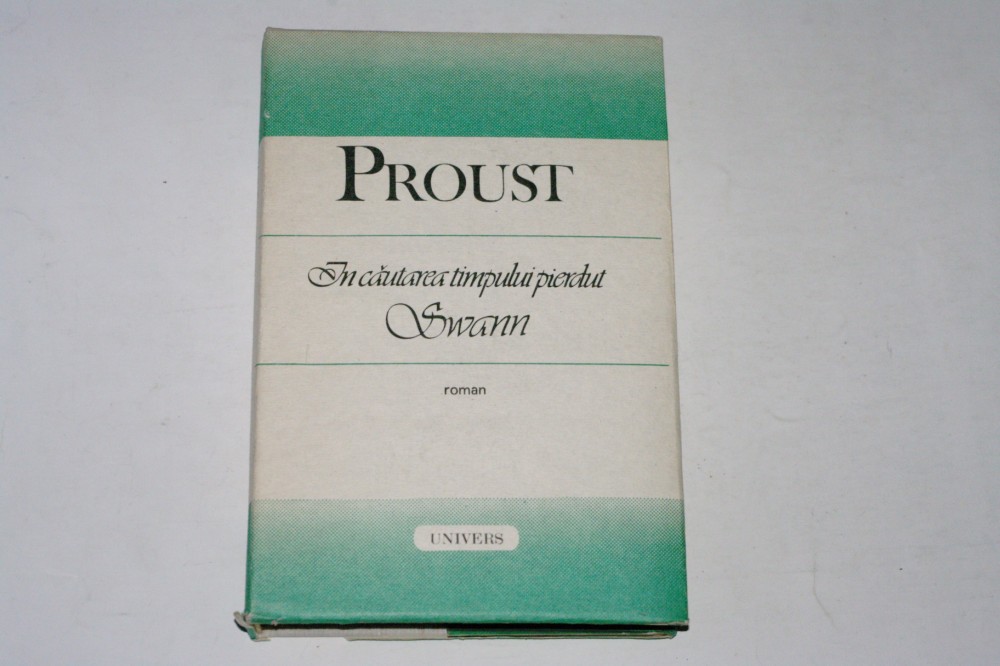 PROUST
In căutarea timpului pierdut
Swann
roman
UNIVERS